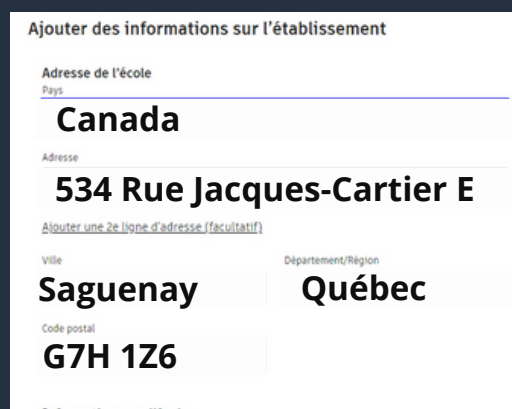 Ajouter des informations sur l'établissement
Adresse de l'école
Pays
Canada
Adresse
534 Rue Jacques-Cartier E
Ajouter une 2e ligne d'adresse (facultatif)
Ville
Département/Région
Saguenay
Québec
Code postal
G7H 1Z6